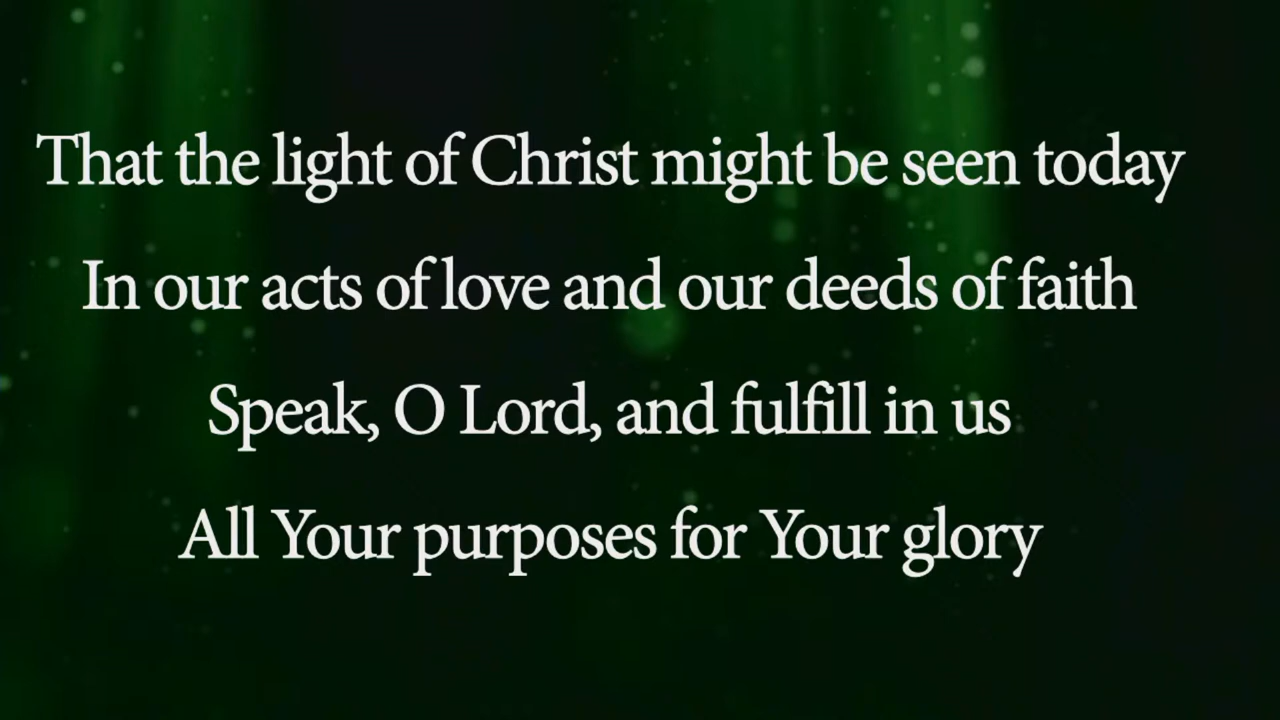 That the light of Christ might be seen today
In our acts of love and our deeds of faith
Speak, O Lord, and fulfill in us
All Your purposes for Your glory